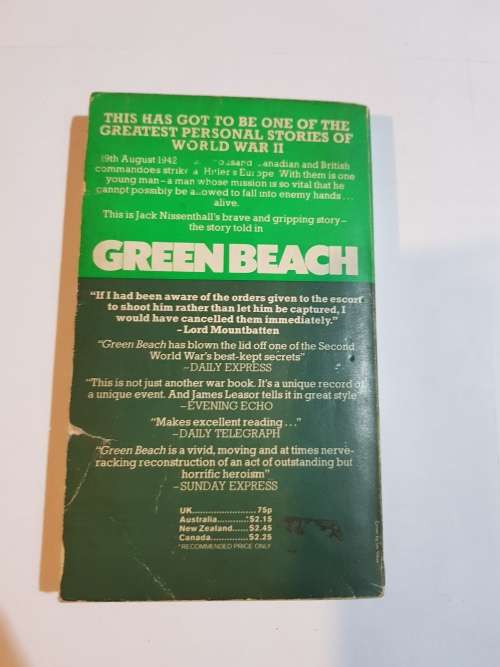 THIS HAS GOT TO BE ONE OF THE
GREATEST PERSONAL STORIES OF
WORLD WAR II
19th August 1942 and British
commandoes strike Hitler's Europe With them is one
young man – a man whose mission is so vital that he
cannot possibly be allowed to fall into enemy hands...
alive.
This is Jack Nissenthall's brave and gripping story –
the story told in
GREEN BEACH
"If I had been aware of the orders given to the escort
to shoot him rather than let him be captured, I
would have cancelled them immediately."
–Lord Mountbatten
"Green Beach has blown the lid off one of the Second
World War's best-kept secrets"
–DAILY EXPRESS
"This is not just another war book. It's a unique record of
a unique event. And James Leasor tells it in great style"
–EVENING ECHO
"Makes excellent reading..."
–DAILY TELEGRAPH
"Green Beach is a vivid, moving and at times nerve-
racking reconstruction of an act of outstanding but
horrific heroism"
–SUNDAY EXPRESS
UK......................75p
Australia..........*$2.15
New Zealand.....$2.45
Canada.............$2.25
*RECOMMENDED PRICE ONLY